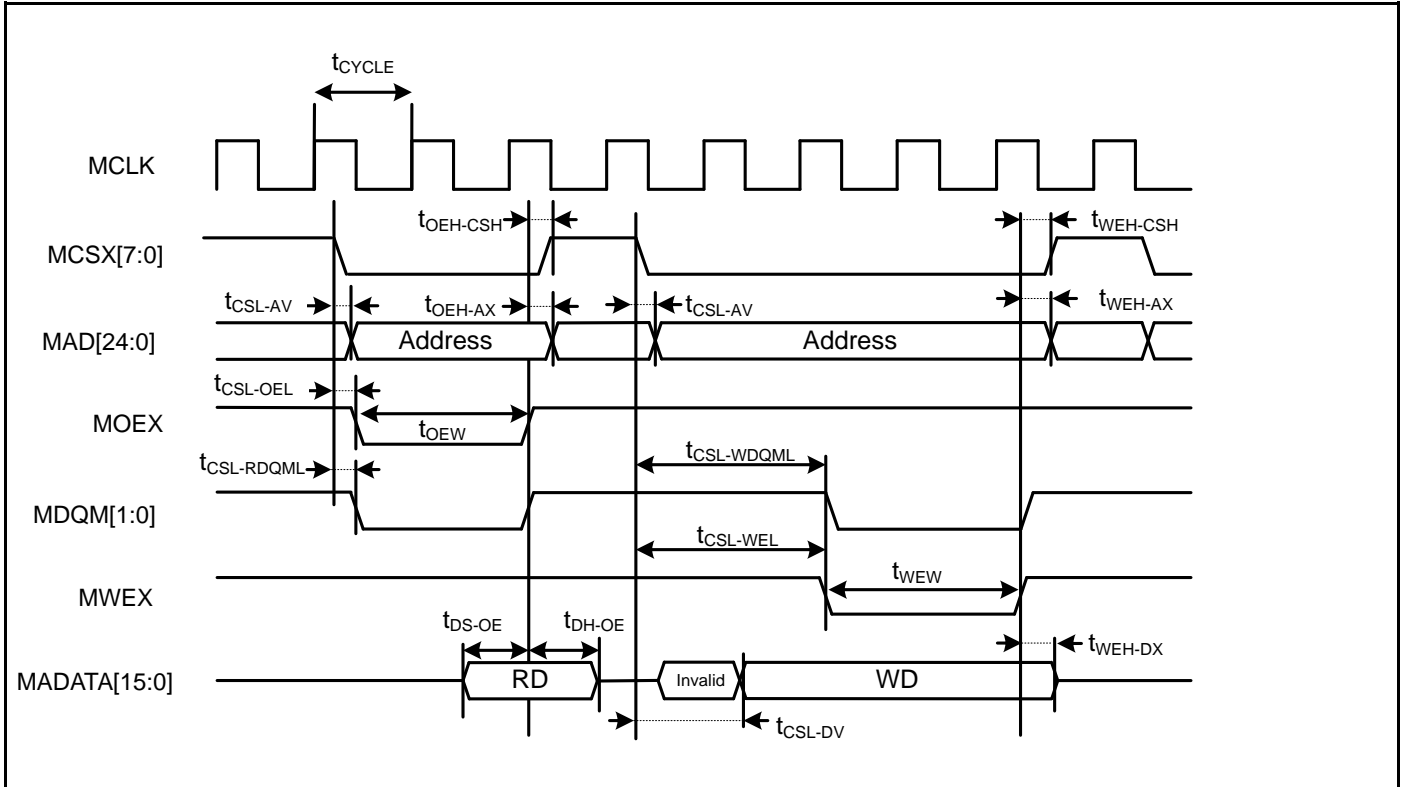 tCYCLE
MCLK
tOEH-CSH
tWEH-CSH
MCSX[7:0]
tCSL-AV
tOEH-AX
tCSL-AV
tWEH-AX
MAD[24:0]
Address
Address
tCSL-OEL
MOEX
tOEW
tCSL-RDQML
tCSL-WDQML
MDQM[1:0]
tCSL-WEL
MWEX
tWEW
tDS-OE
tDH-OE
tWEH-DX
MADATA[15:0]
RD
Invalid
WD
tCSL-DV